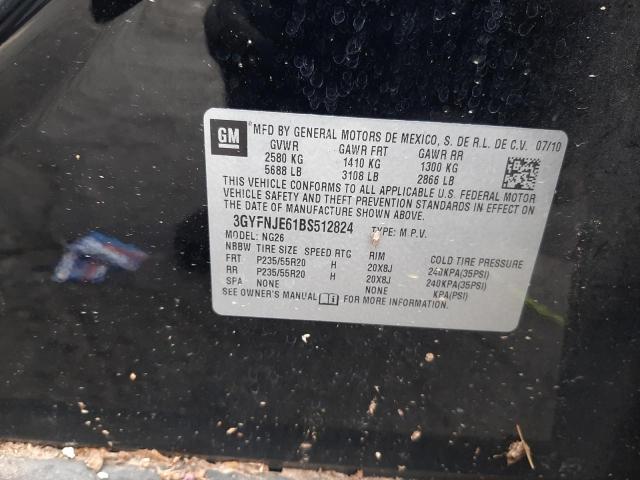 GM
MFD BY GENERAL MOTORS DE MEXICO, S. DE R.L. DE C.V. 07/10
GVWR GAWR FRT GAWR RR
2580 KG 1410 KG 1300 KG
5688 LB 3108 LB 2866 LB
THIS VEHICLE CONFORMS TO ALL APPLICABLE U.S. FEDERAL MOTOR
VEHICLE SAFETY AND THEFT PREVENTION STANDARDS IN EFFECT ON
THE DATE OF MANUFACTURE SHOWN ABOVE.
3GYFNJE61BS512824 TYPE: M.P.V.
MODEL: NG26
NBBW TIRE SIZE SPEED RTG RIM COLD TIRE PRESSURE
FRT P235/55R20 H 20X8J 240KPA(35PSI)
RR P235/55R20 H 20X8J 240KPA(35PSI)
SPA NONE NONE KPA(PSI)
SEE OWNER'S MANUAL FOR MORE INFORMATION.